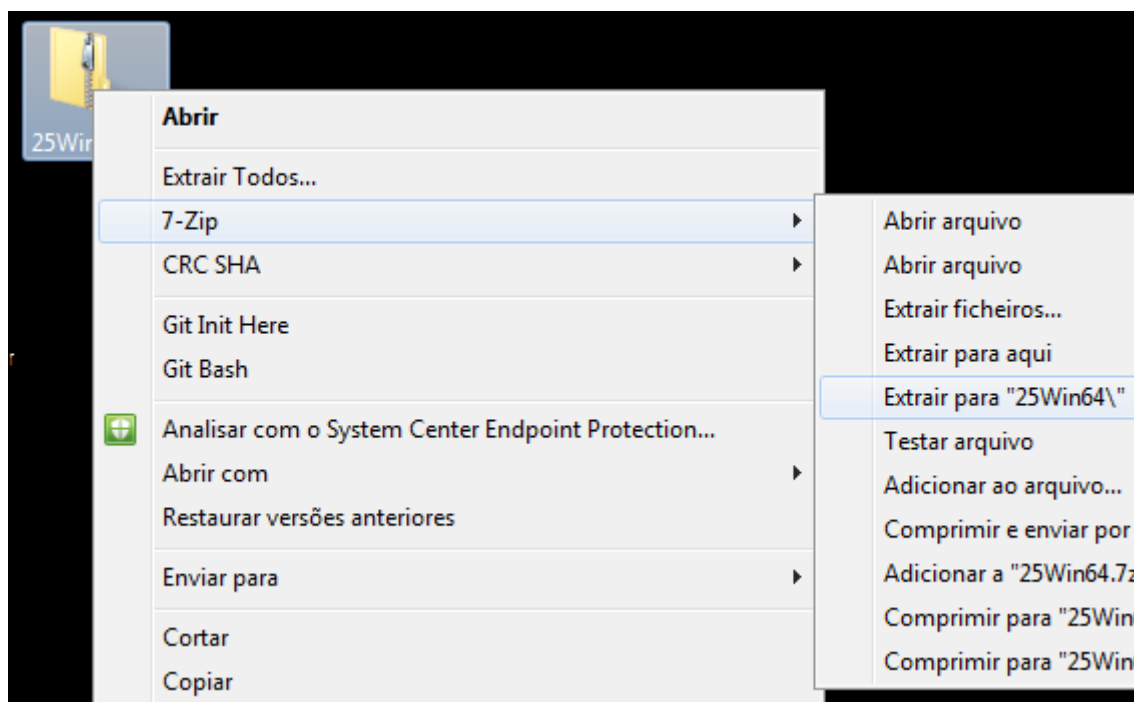 25Wir
Abrir
Extrair Todos...
7-Zip
CRC SHA
Git Init Here
Git Bash
Analisar com o System Center Endpoint Protection...
Abrir com
Restaurar versões anteriores
Enviar para
Cortar
Copiar
Abrir arquivo
Abrir arquivo
Extrair ficheiros...
Extrair para aqui
Extrair para "25Win64\"
Testar arquivo
Adicionar ao arquivo...
Comprimir e enviar por
Adicionar a "25Win64.7z
Comprimir para "25Win
Comprimir para "25Win